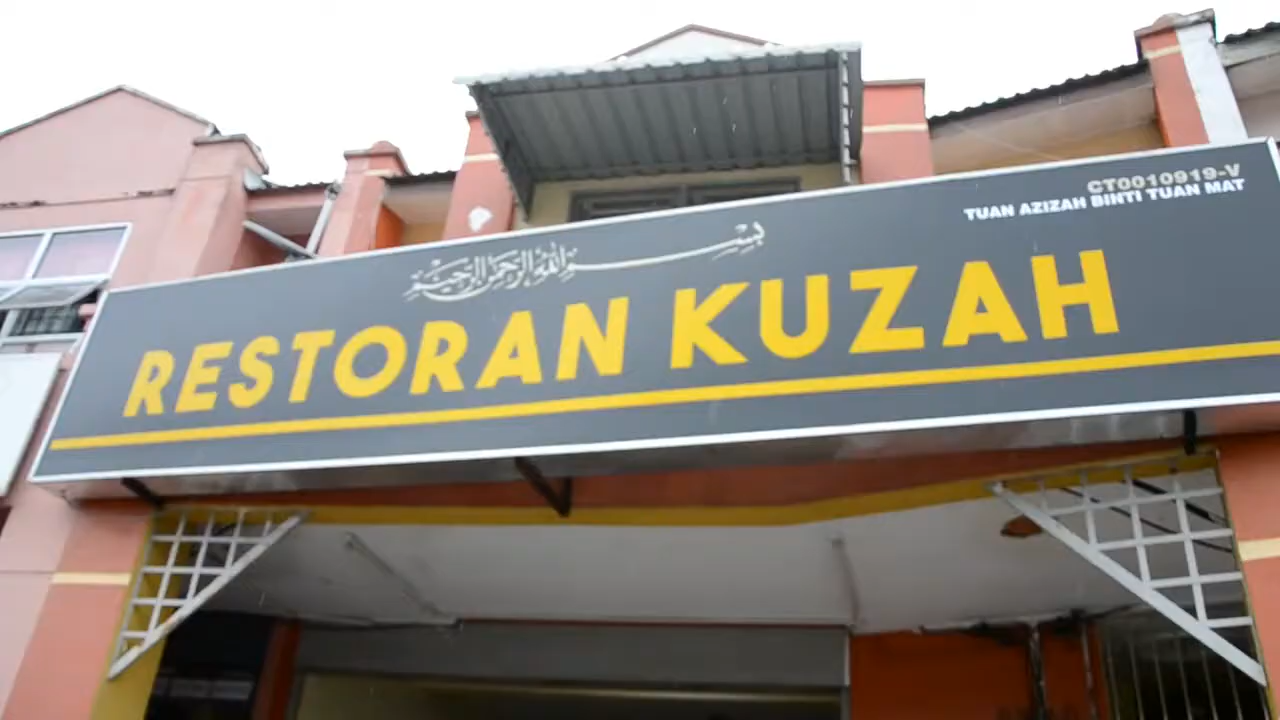 CT0010919-V
TUAN AZIZAH BINTI TUAN MAT
بسم الله الرحمن الرحيم
RESTORAN KUZAH